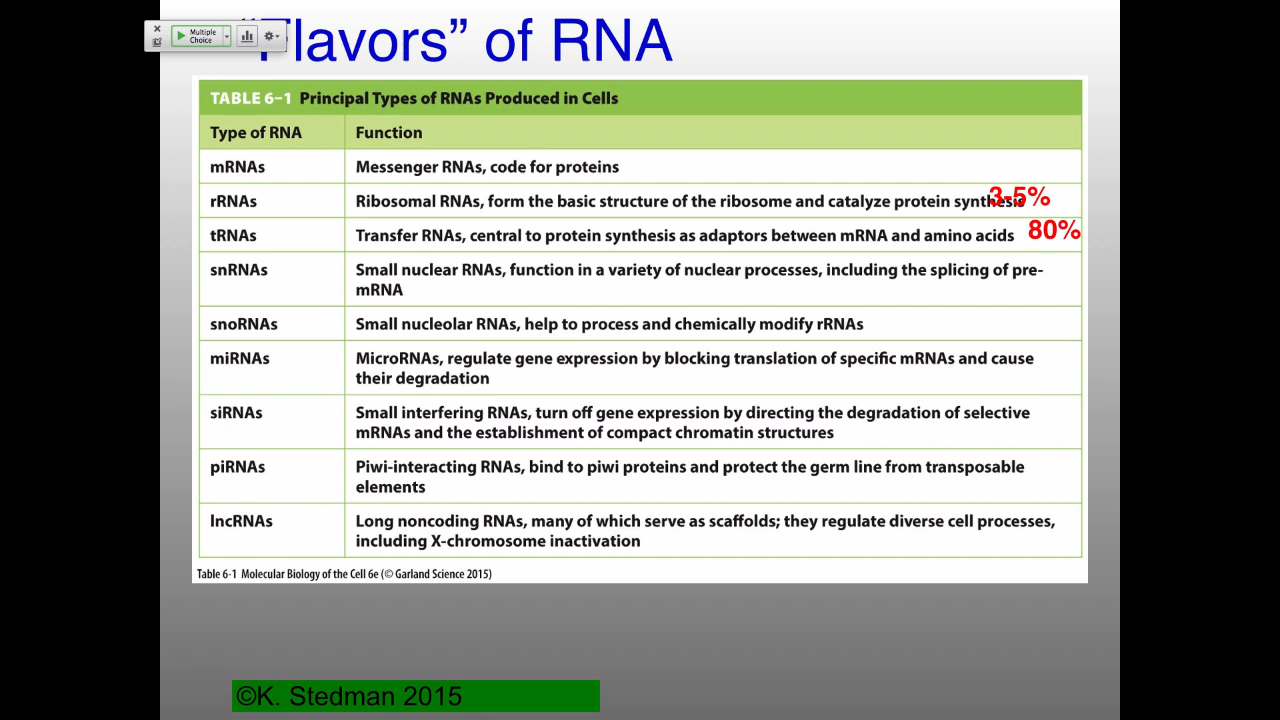 Multiple
Choice
"Flavors” of RNA
TABLE 6–1 Principal Types of RNAs Produced in Cells
Type of RNA Function
mRNAs Messenger RNAs, code for proteins
rRNAs Ribosomal RNAs, form the basic structure of the ribosome and catalyze protein synthesis 3-5%
tRNAs Transfer RNAs, central to protein synthesis as adaptors between mRNA and amino acids 80%
snRNAs Small nuclear RNAs, function in a variety of nuclear processes, including the splicing of pre-
mRNA
snoRNAs Small nucleolar RNAs, help to process and chemically modify rRNAs
miRNAs MicroRNAs, regulate gene expression by blocking translation of specific mRNAs and cause
their degradation
siRNAs Small interfering RNAs, turn off gene expression by directing the degradation of selective
mRNAs and the establishment of compact chromatin structures
piRNAs Piwi-interacting RNAs, bind to piwi proteins and protect the germ line from transposable
elements
lncRNAs Long noncoding RNAs, many of which serve as scaffolds; they regulate diverse cell processes,
including X-chromosome inactivation
Table 6-1 Molecular Biology of the Cell 6e (© Garland Science 2015)
©K. Stedman 2015